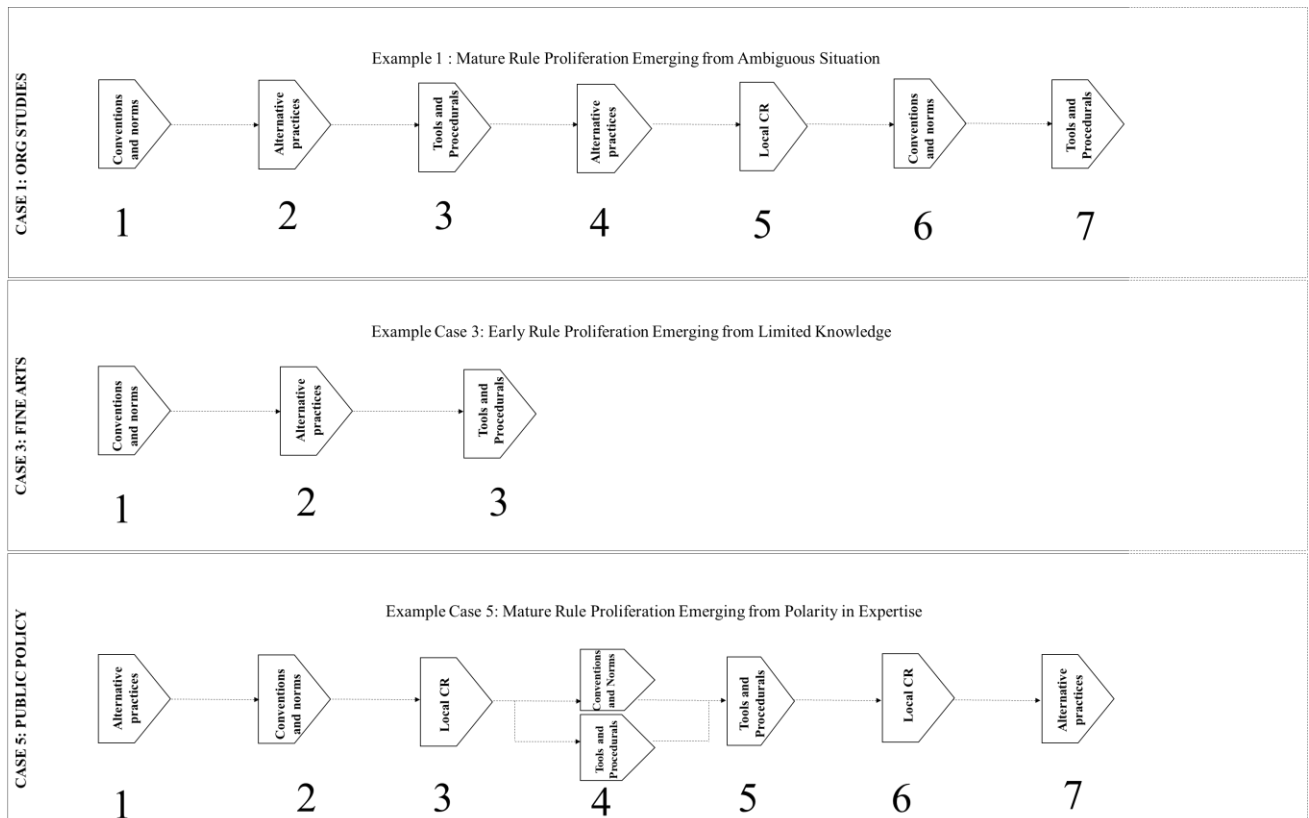 CASE 1: ORG STUDIES
Example 1 : Mature Rule Proliferation Emerging from Ambiguous Situation
Conventions
and norms
Alternative
practices
Tools and
Procedurals
Alternative
practices
Local CR
Conventions
and norms
Tools and
Procedurals
1
2
3
4
5
6
7
CASE 3: FINE ARTS
Example Case 3: Early Rule Proliferation Emerging from Limited Knowledge
Conventions
and norms
Alternative
practices
Tools and
Procedurals
1
2
3
CASE 5: PUBLIC POLICY
Example Case 5: Mature Rule Proliferation Emerging from Polarity in Expertise
Alternative
practices
Conventions
and norms
Local CR
Conventions
and Norms
Tools and
Procedurals
Tools and
Procedurals
Local CR
Alternative
practices
1
2
3
4
5
6
7